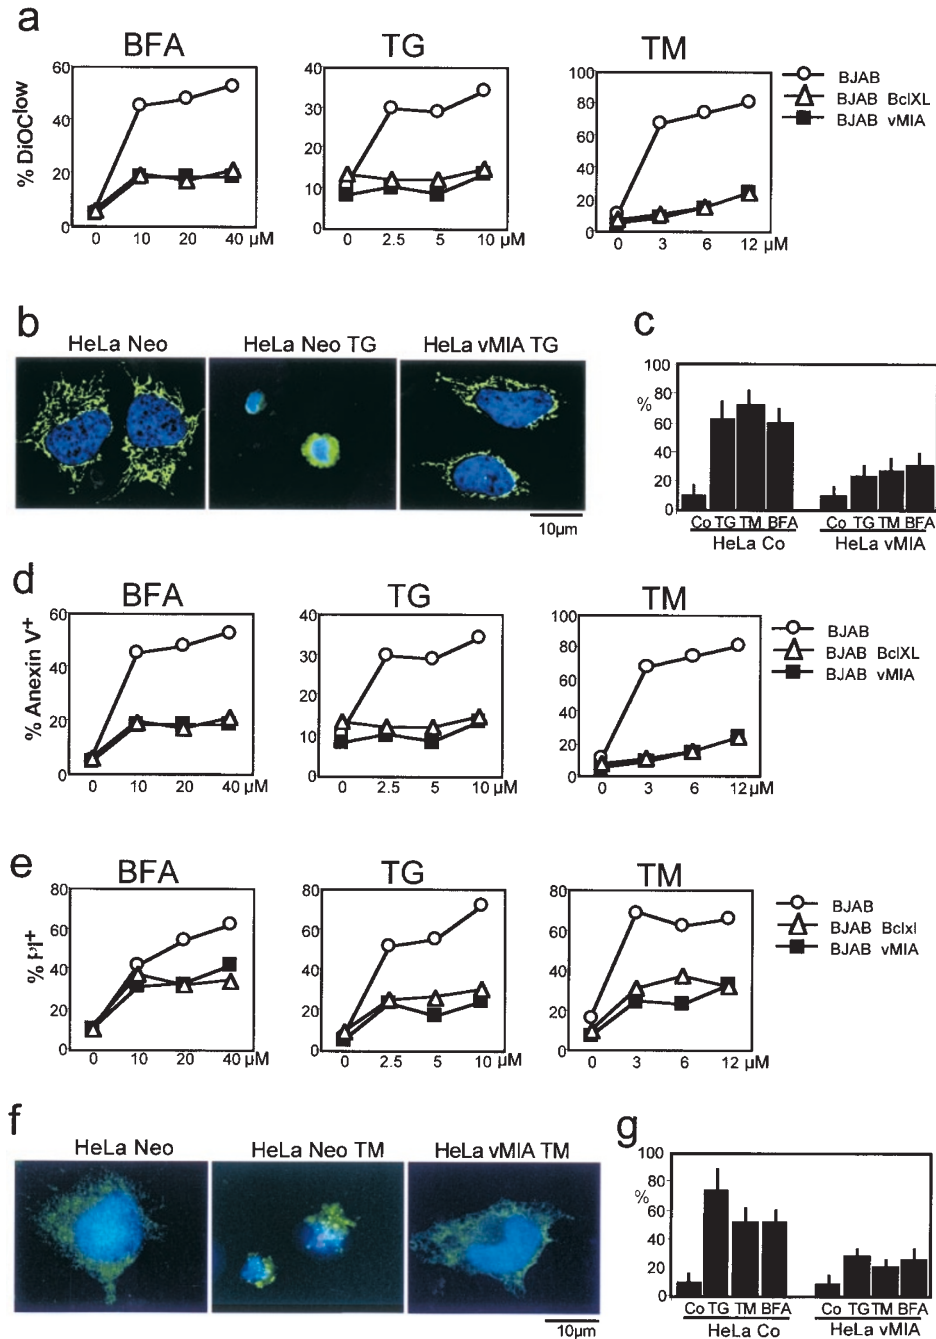 a
BFA TG TM
% DiOC low
60 40 20 0
0 10 20 40 µM
40 30 20 10 0
0 2.5 5 10 µM
100 80 60 40 20 0
0 3 6 12 µM
BJAB
BJAB BclXL
BJAB vMIA
b
HeLa Neo HeLa Neo TG HeLa vMIA TG
10µm
c
%
100 80 60 40 20 0
Co TG TM BFA Co TG TM BFA
HeLa Co HeLa vMIA
d
BFA TG TM
% Anexin V+
60 40 20 0
0 10 20 40 µM
40 30 20 10 0
0 2.5 5 10 µM
100 80 60 40 20 0
0 3 6 12 µM
BJAB
BJAB BclXL
BJAB vMIA
e
BFA TG TM
% PI+
80 60 40 20 0
0 10 20 40 µM
80 60 40 20 0
0 2.5 5 10 µM
80 60 40 20 0
0 3 6 12 µM
BJAB
BJAB Bclxl
BJAB vMIA
f
HeLa Neo HeLa Neo TM HeLa vMIA TM
10µm
g
%
100 80 60 40 20 0
Co TG TM BFA Co TG TM BFA
HeLa Co HeLa vMIA